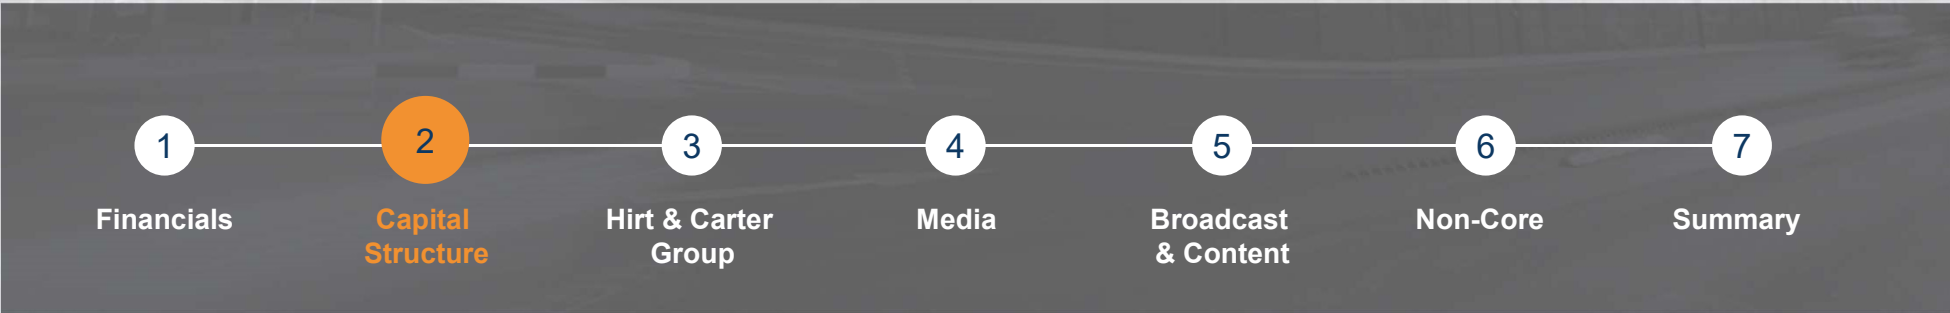 1
2
3
4
5
6
7
Financials
Capital
Structure
Hirt & Carter
Group
Media
Broadcast
& Content
Non-Core
Summary